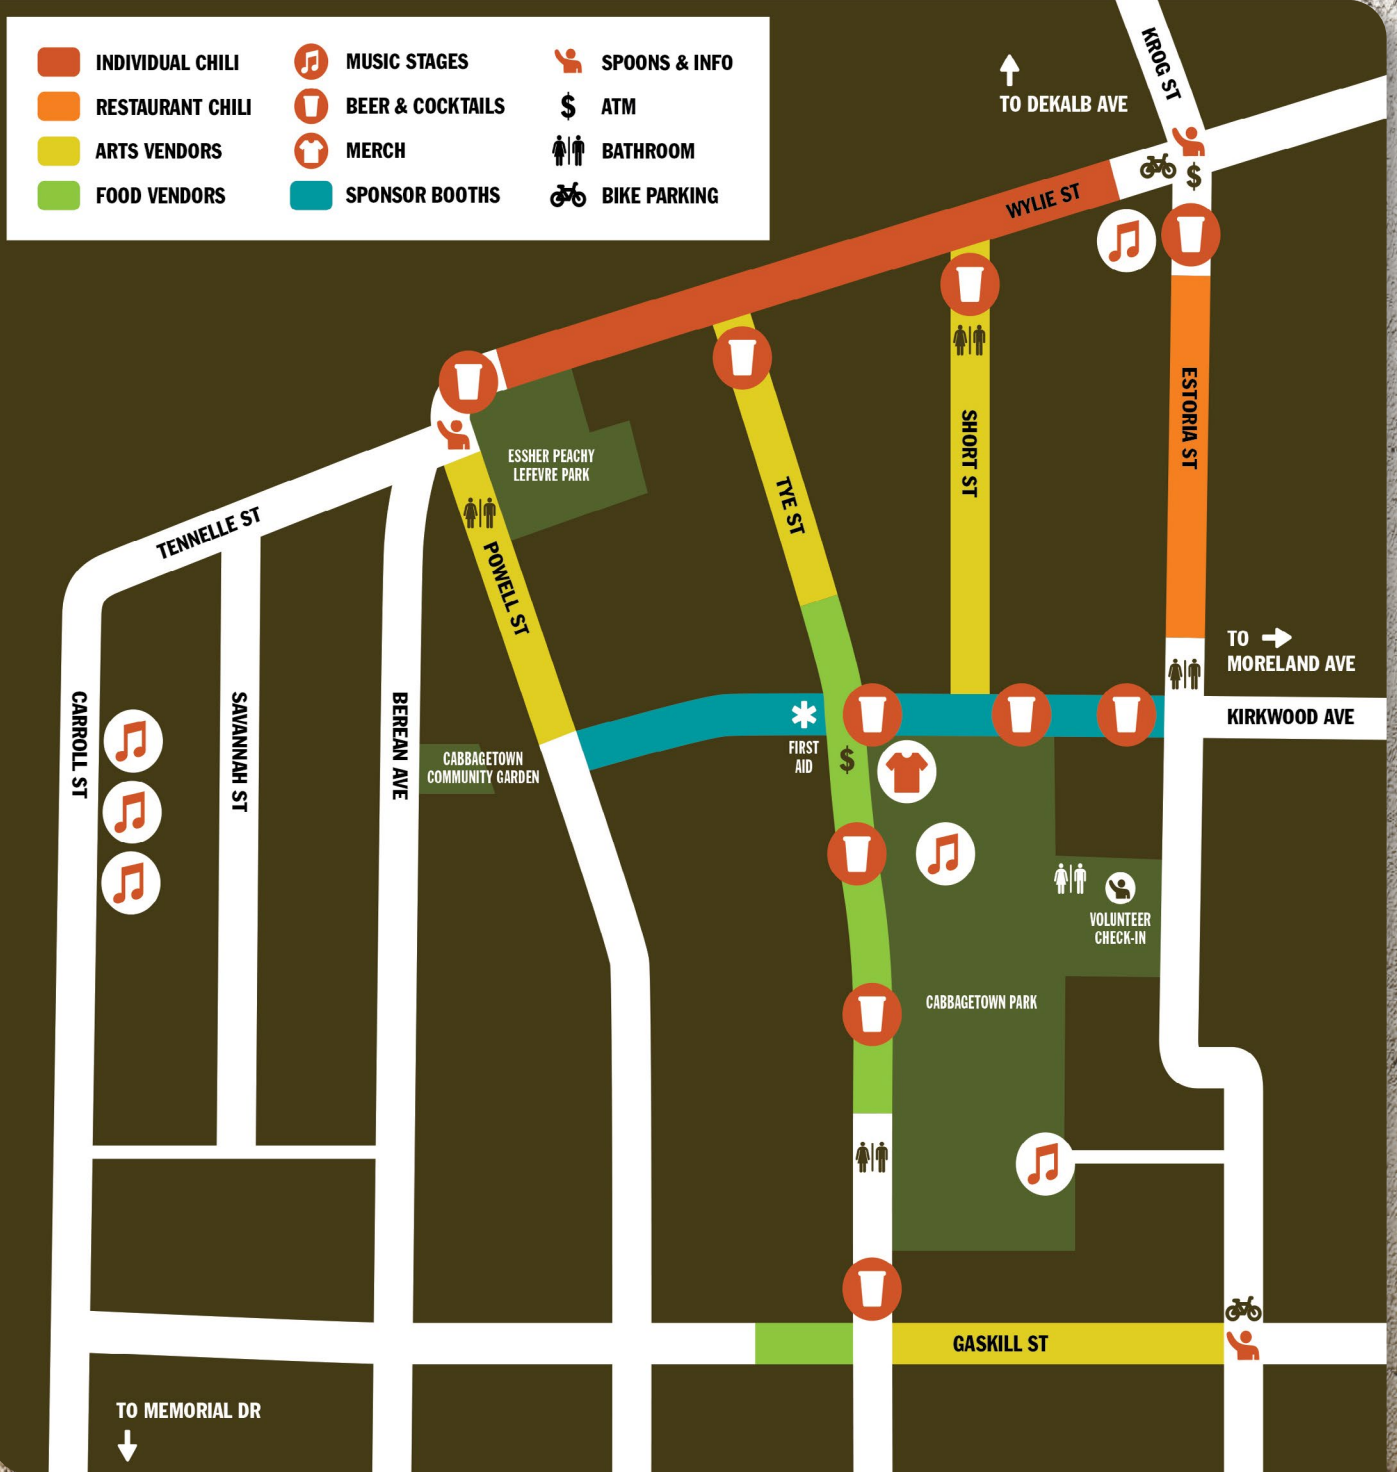 INDIVIDUAL CHILI
RESTAURANT CHILI
ARTS VENDORS
FOOD VENDORS
MUSIC STAGES
BEER & COCKTAILS
MERCH
SPONSOR BOOTHS
SPOONS & INFO
$ ATM
BATHROOM
BIKE PARKING
TO DEKALB AVE
KROG ST
$
WYLIE ST
ESSHER PEACHY
LEFEVRE PARK
TENNELLE ST
POWELL ST
TYE ST
SHORT ST
ESTORIA ST
TO
MORELAND AVE
KIRKWOOD AVE
CARROLL ST
SAVANNAH ST
BEREAN AVE
CABBAGETOWN
COMMUNITY GARDEN
FIRST
AID
$
VOLUNTEER
CHECK-IN
CABBAGETOWN PARK
GASKILL ST
TO MEMORIAL DR